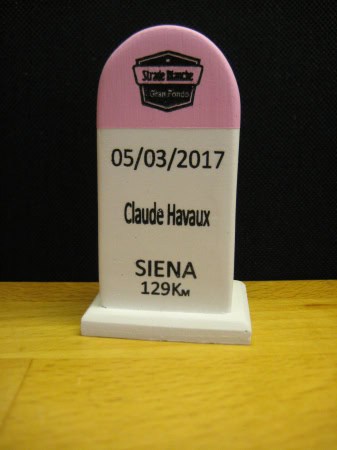 Strade Bianche
Gran Fondo
05/03/2017
Claude Havaux
SIENA
129KM